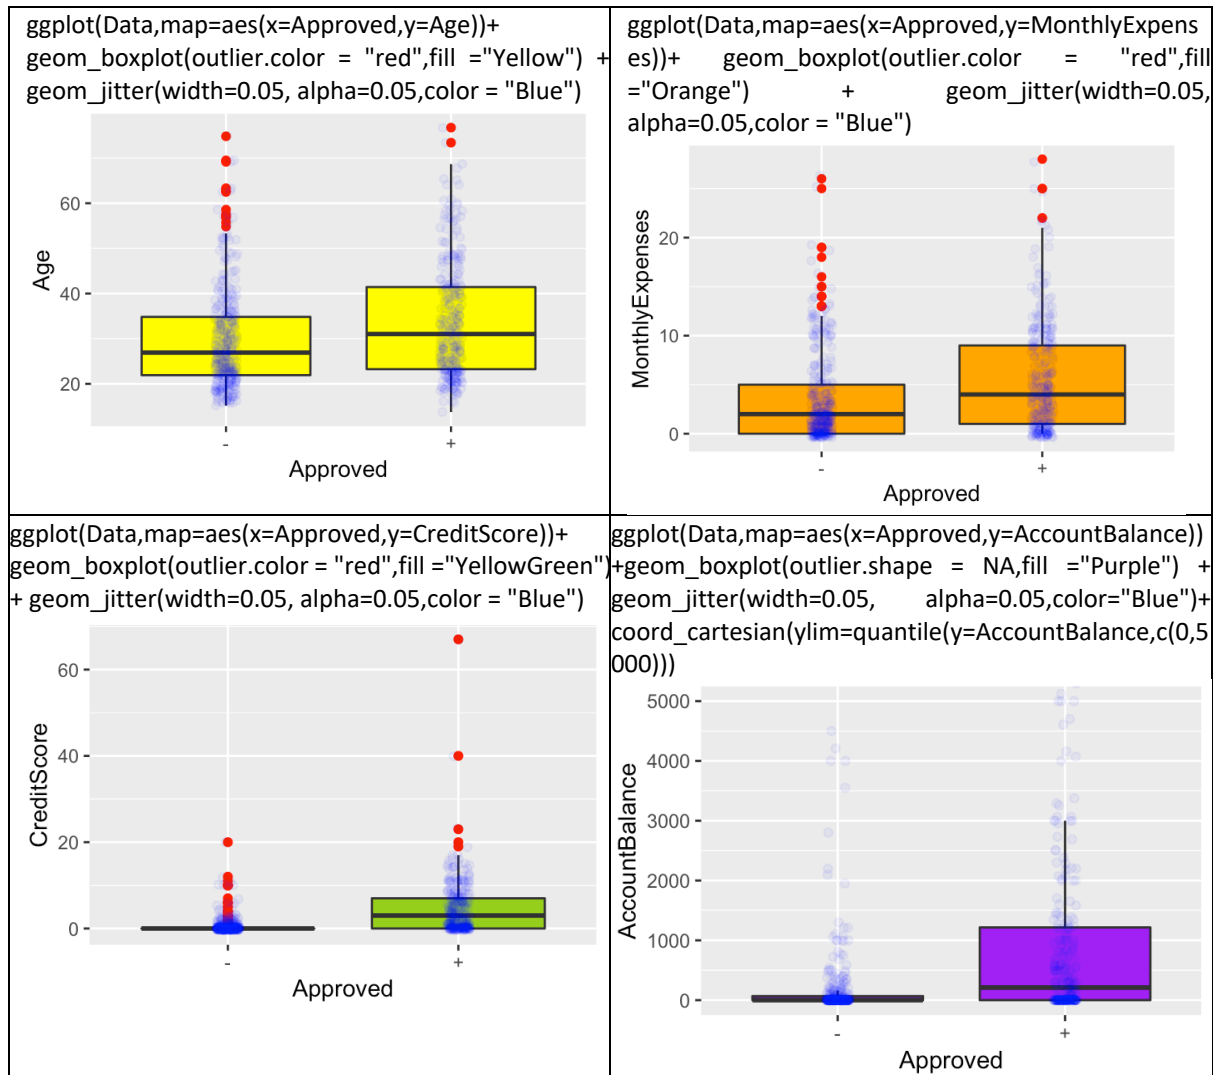 ggplot(Data,map=aes(x=Approved,y=Age))+
geom_boxplot(outlier.color = "red",fill ="Yellow") +
geom_jitter(width=0.05, alpha=0.05,color = "Blue")
60
40
20
Age
-
+
Approved
ggplot(Data,map=aes(x=Approved,y=MonthlyExpens
es))+ geom_boxplot(outlier.color = "red",fill
="Orange") + geom_jitter(width=0.05,
alpha=0.05,color = "Blue")
20
10
0
MonthlyExpenses
-
+
Approved
ggplot(Data,map=aes(x=Approved,y=CreditScore))+
geom_boxplot(outlier.color = "red",fill ="YellowGreen")
+ geom_jitter(width=0.05, alpha=0.05,color = "Blue")
60
40
20
0
CreditScore
-
+
Approved
ggplot(Data,map=aes(x=Approved,y=AccountBalance))
+geom_boxplot(outlier.shape = NA,fill ="Purple") +
geom_jitter(width=0.05, alpha=0.05,color="Blue")+
coord_cartesian(ylim=quantile(y=AccountBalance,c(0,5
000)))
5000
4000
3000
2000
1000
0
AccountBalance
-
+
Approved